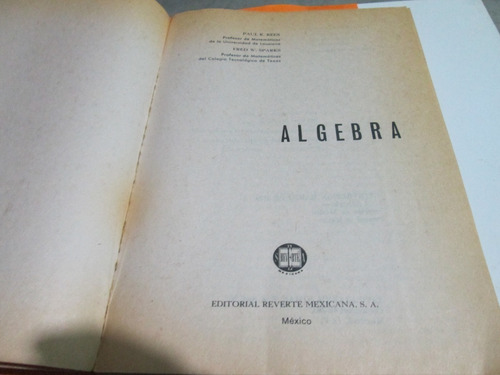 PAUL K. REES
Profesor de Matemáticas
de la Universidad de Louisiana
FRED W. SPARKS
Profesor de Matemáticas
del Colegio Tecnológico de Texas
ALGEBRA
EDITORIAL REVERTE MEXICANA, S. A.
México